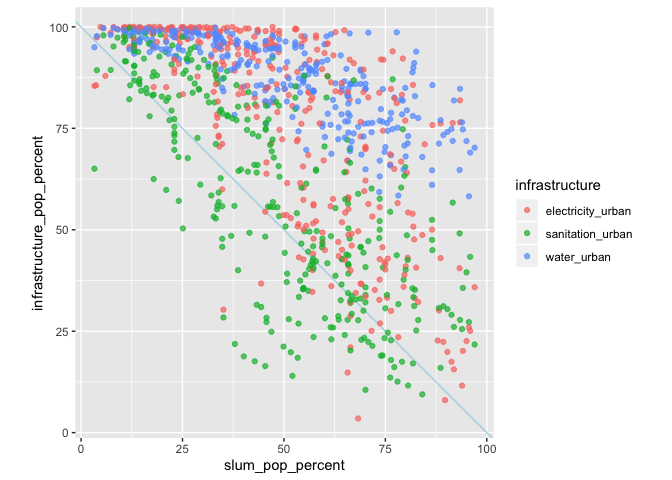 100
75
50
25
0
infrastructure_pop_percent
0 25 50 75 100
slum_pop_percent
infrastructure
electricity_urban
sanitation_urban
water_urban